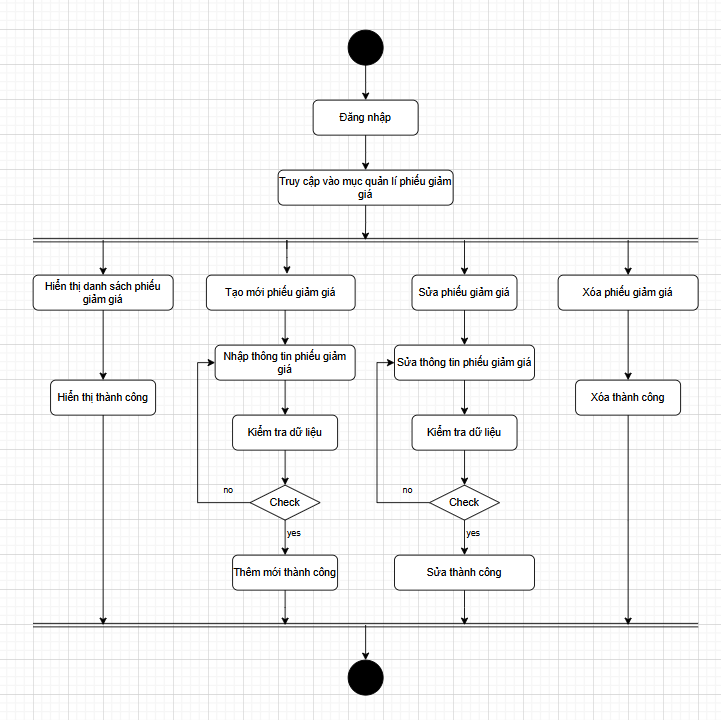 Đăng nhập
Truy cập vào mục quản lí phiếu giảm
giá
Hiển thị danh sách phiếu
giảm giá
Tạo mới phiếu giảm giá
Sửa phiếu giảm giá
Xóa phiếu giảm giá
Nhập thông tin phiếu giảm
giá
Sửa thông tin phiếu giảm giá
Hiển thị thành công
Xóa thành công
Kiểm tra dữ liệu
Kiểm tra dữ liệu
no
Check
no
Check
yes
yes
Thêm mới thành công
Sửa thành công